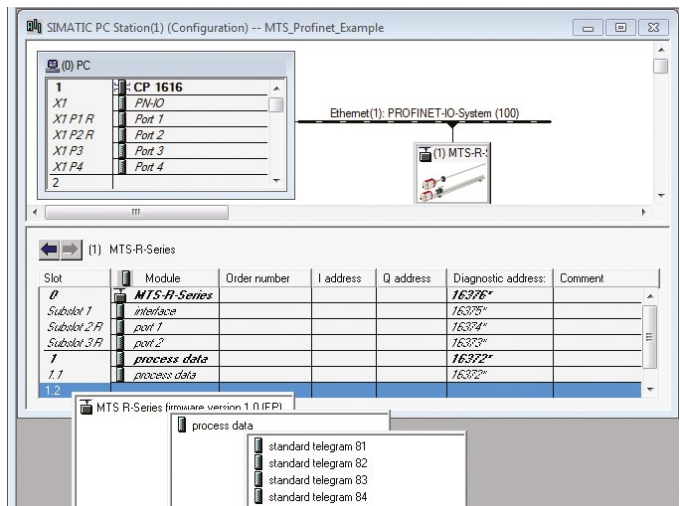 SIMATIC PC Station(1) (Configuration) -- MTS_Profinet_Example
(0) PC
1 CP 1616
X1 PN-IO
X1 P1 R Port 1
X1 P2 R Port 2
X1 P3 Port 3
X1 P4 Port 4
2
Ethernet(1): PROFINET-IO-System (100)
(1) MTS-R-
(1) MTS-R-Series
Slot Module Order number I address Q address Diagnostic address: Comment
0 MTS-R-Series 16376*
Subslot 1 interface 16375*
Subslot 2 R port 1 16374*
Subslot 3 R port 2 16373*
1 process data 16372*
1.1 process data 16372*
1.2
MTS R-Series firmware version 1.0 (EP)
process data
standard telegram 81
standard telegram 82
standard telegram 83
standard telegram 84